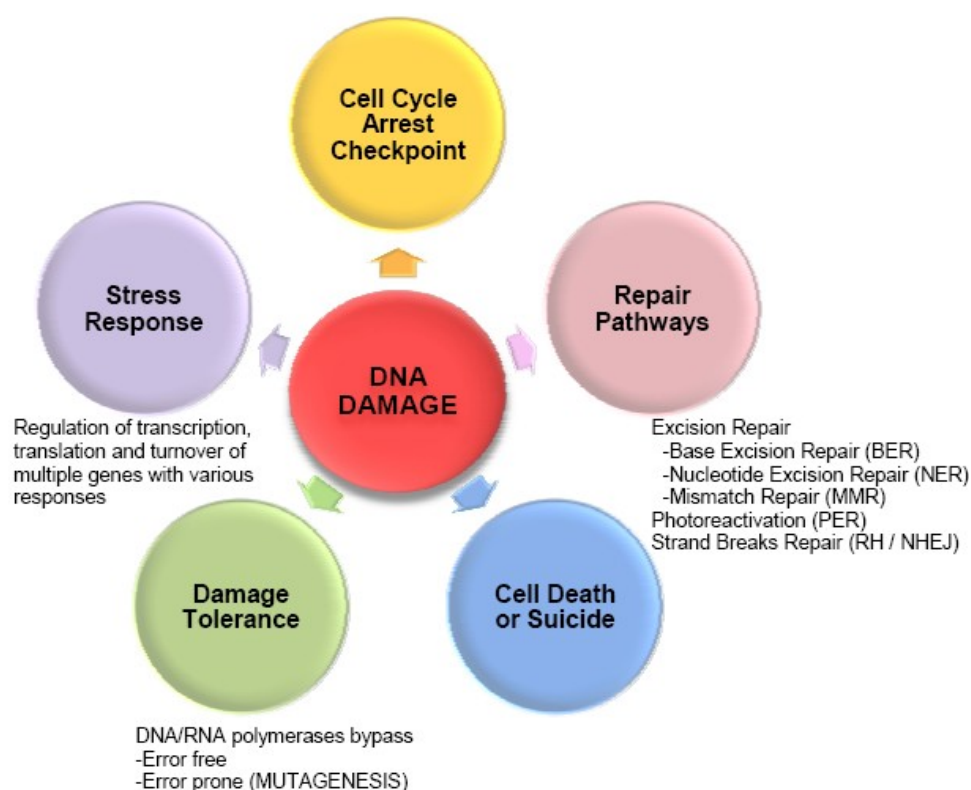 Cell Cycle
Arrest
Checkpoint
Stress
Response
Repair
Pathways
DNA
DAMAGE
Regulation of transcription,
translation and turnover of
multiple genes with various
responses
Excision Repair
-Base Excision Repair (BER)
-Nucleotide Excision Repair (NER)
-Mismatch Repair (MMR)
Photoreactivation (PER)
Strand Breaks Repair (RH / NHEJ)
Damage
Tolerance
Cell Death
or Suicide
DNA/RNA polymerases bypass
-Error free
-Error prone (MUTAGENESIS)